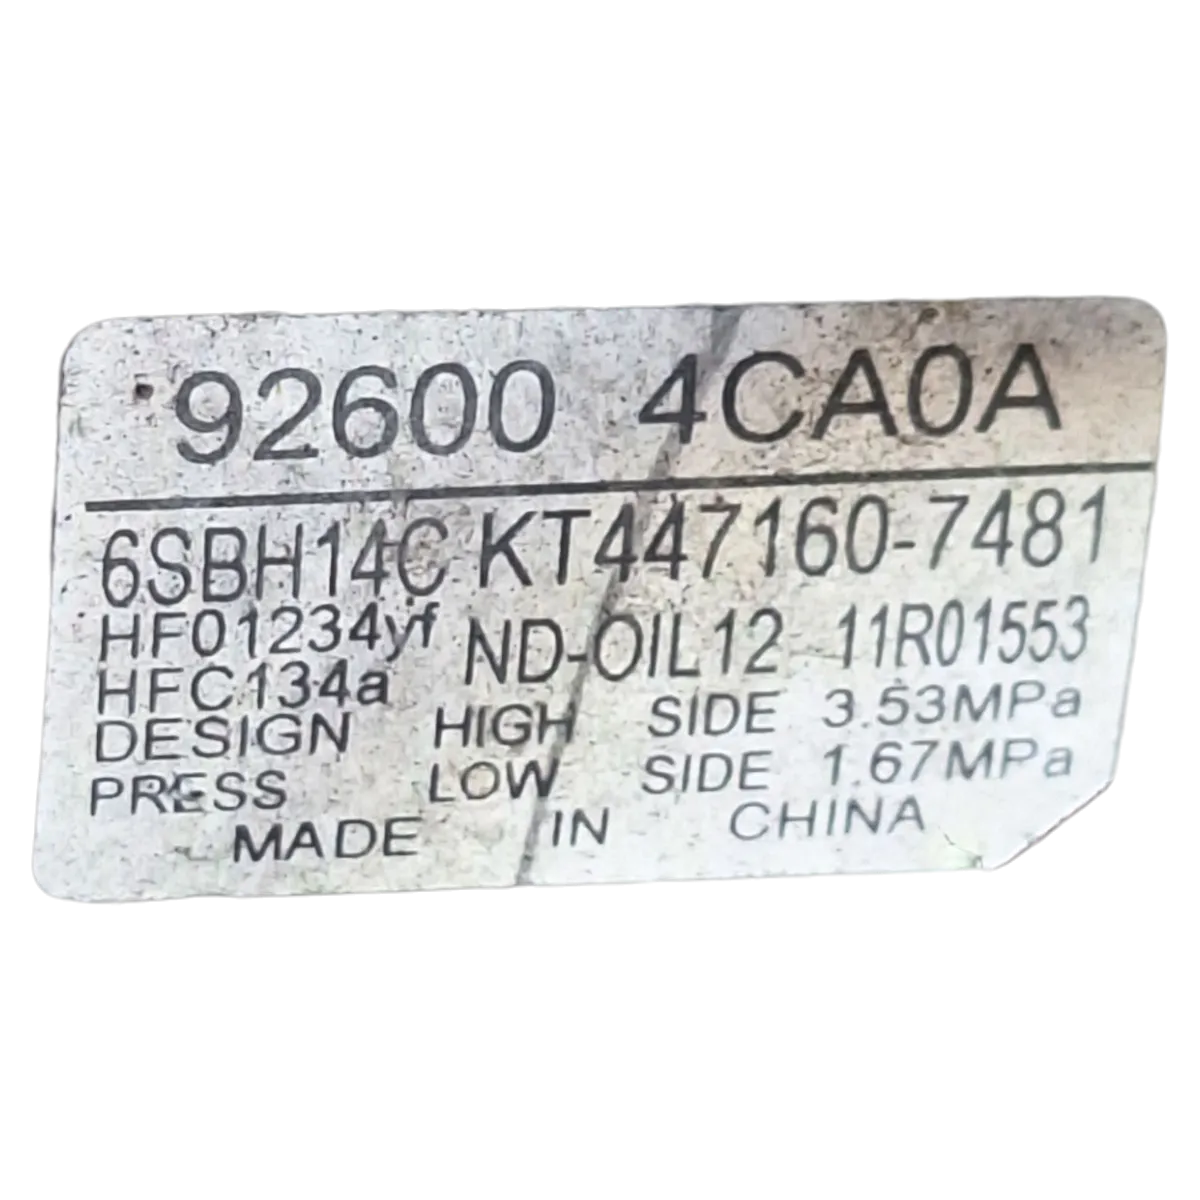 92600 4CA0A
6SBH14C KT447160-7481
HFO1234yf ND-OIL12 11R01553
HFC134a
DESIGN HIGH SIDE 3.53MPa
PRESS LOW SIDE 1.67MPa
MADE IN CHINA